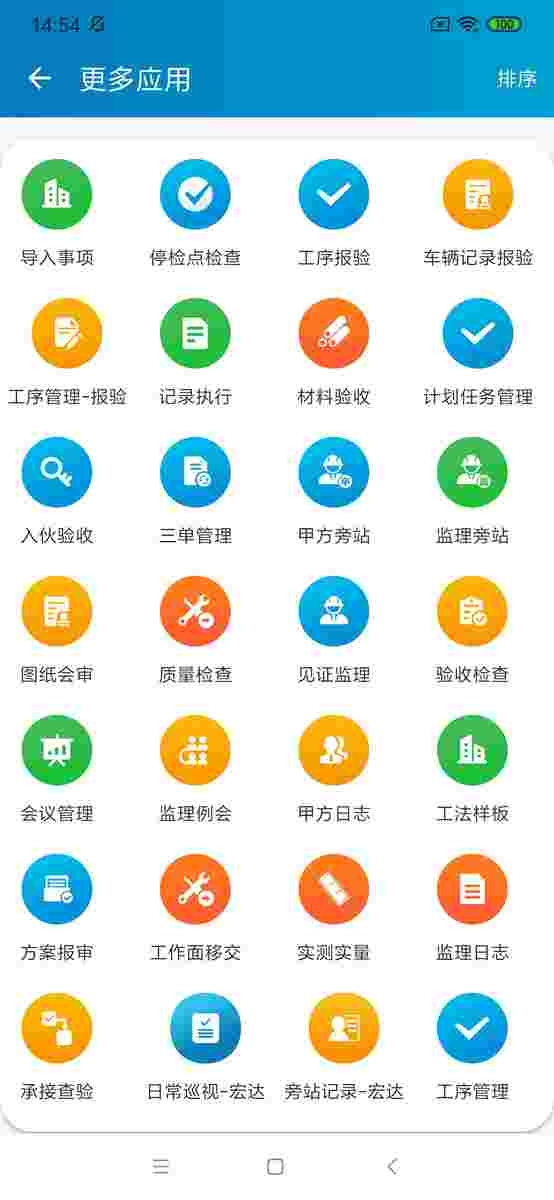 14:54
100
更多应用
排序
导入事项 停检点检查 工序报验 车辆记录报验
工序管理-报验 记录执行 材料验收 计划任务管理
入伙验收 三单管理 甲方旁站 监理旁站
图纸会审 质量检查 见证监理 验收检查
会议管理 监理例会 甲方日志 工法样板
方案报审 工作面移交 实测实量 监理日志
承接查验 日常巡视-宏达 旁站记录-宏达 工序管理